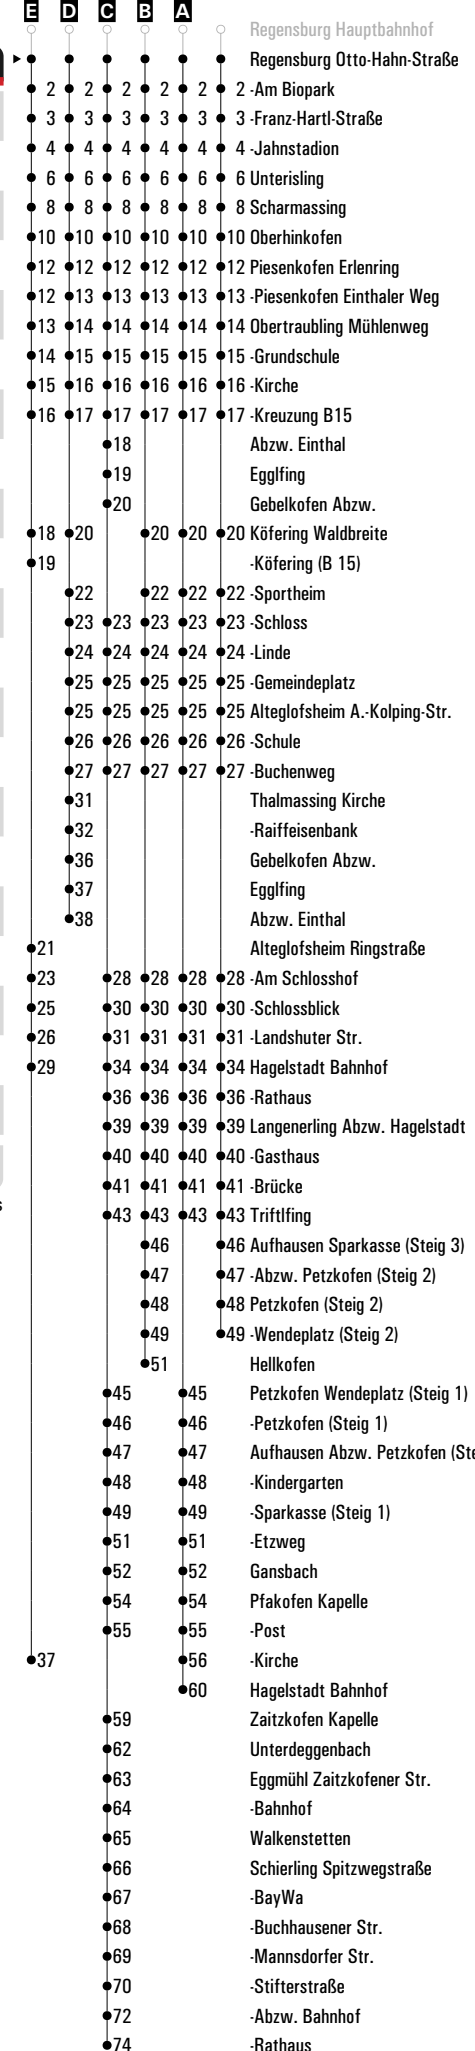 E D C B A
Regensburg Hauptbahnhof
Regensburg Otto-Hahn-Straße
2 2 2 2 2 2 -Am Biopark
3 3 3 3 3 3 -Franz-Hartl-Straße
4 4 4 4 4 4 -Jahnstadion
6 6 6 6 6 6 Unterisling
8 8 8 8 8 8 Scharmassing
10 10 10 10 10 10 Oberhinkofen
12 12 12 12 12 12 Piesenkofen Erlenring
12 13 13 13 13 13 -Piesenkofen Einthaler Weg
13 14 14 14 14 14 Obertraubling Mühlenweg
14 15 15 15 15 15 -Grundschule
15 16 16 16 16 16 -Kirche
16 17 17 17 17 17 -Kreuzung B15
18 Abzw. Einthal
19 Egglfing
20 Gebelkofen Abzw.
18 20 20 20 20 Köfering Waldbreite
19 -Köfering (B 15)
22 22 22 22 -Sportheim
23 23 23 23 23 -Schloss
24 24 24 24 24 -Linde
25 25 25 25 25 -Gemeindeplatz
25 25 25 25 25 Alteglofsheim A.-Kolping-Str.
26 26 26 26 26 -Schule
27 27 27 27 27 -Buchenweg
31 Thalmassing Kirche
32 -Raiffeisenbank
36 Gebelkofen Abzw.
37 Egglfing
38 Abzw. Einthal
21 Alteglofsheim Ringstraße
23 28 28 28 28 -Am Schlosshof
25 30 30 30 30 -Schlossblick
26 31 31 31 31 -Landshuter Str.
29 34 34 34 34 Hagelstadt Bahnhof
36 36 36 36 -Rathaus
39 39 39 39 Langenerling Abzw. Hagelstadt
40 40 40 40 -Gasthaus
41 41 41 41 -Brücke
s
43 43 43 43 Triftlfing
46 46 Aufhausen Sparkasse (Steig 3)
47 47 -Abzw. Petzkofen (Steig 2)
48 48 Petzkofen (Steig 2)
49 49 -Wendeplatz (Steig 2)
51 Hellkofen
45 45 Petzkofen Wendeplatz (Steig 1)
46 46 -Petzkofen (Steig 1)
47 47 Aufhausen Abzw. Petzkofen (Ste
48 48 -Kindergarten
49 49 -Sparkasse (Steig 1)
51 51 -Etzweg
52 52 Gansbach
54 54 Pfakofen Kapelle
55 55 -Post
37 56 -Kirche
60 Hagelstadt Bahnhof
59 Zaitzkofen Kapelle
62 Unterdeggenbach
63 Eggmühl Zaitzkofener Str.
64 -Bahnhof
65 Walkenstetten
66 Schierling Spitzwegstraße
67 -BayWa
68 -Buchhausener Str.
69 -Mannsdorfer Str.
70 -Stifterstraße
72 -Abzw. Bahnhof
74 -Rathaus